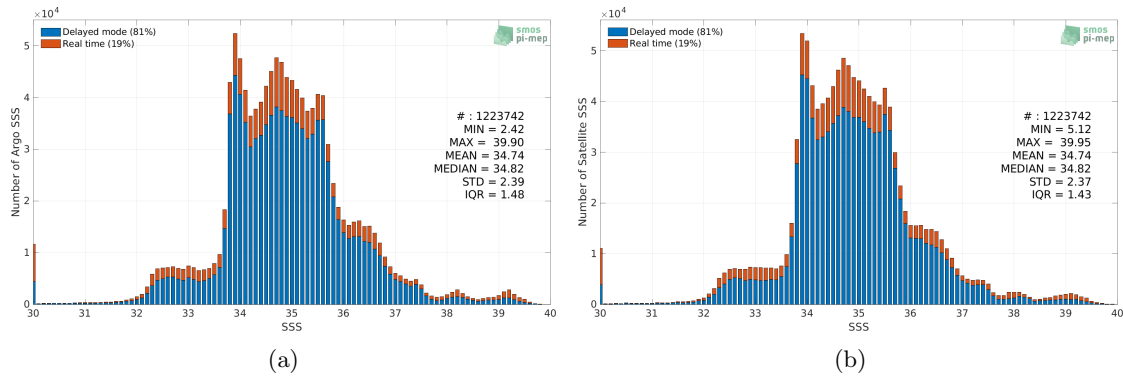 ×10⁴
Delayed mode (81%)
Real time (19%)
smos
pi-mep
# : 1223742
MIN = 2.42
MAX = 39.90
MEAN = 34.74
MEDIAN = 34.82
STD = 2.39
IQR = 1.48
Number of Argo SSS
5
4
3
2
1
0
30 31 32 33 34 35 36 37 38 39 40
SSS
(a)
×10⁴
Delayed mode (81%)
Real time (19%)
smos
pi-mep
# : 1223742
MIN = 5.12
MAX = 39.95
MEAN = 34.74
MEDIAN = 34.82
STD = 2.37
IQR = 1.43
Number of Satellite SSS
5
4
3
2
1
0
30 31 32 33 34 35 36 37 38 39 40
SSS
(b)